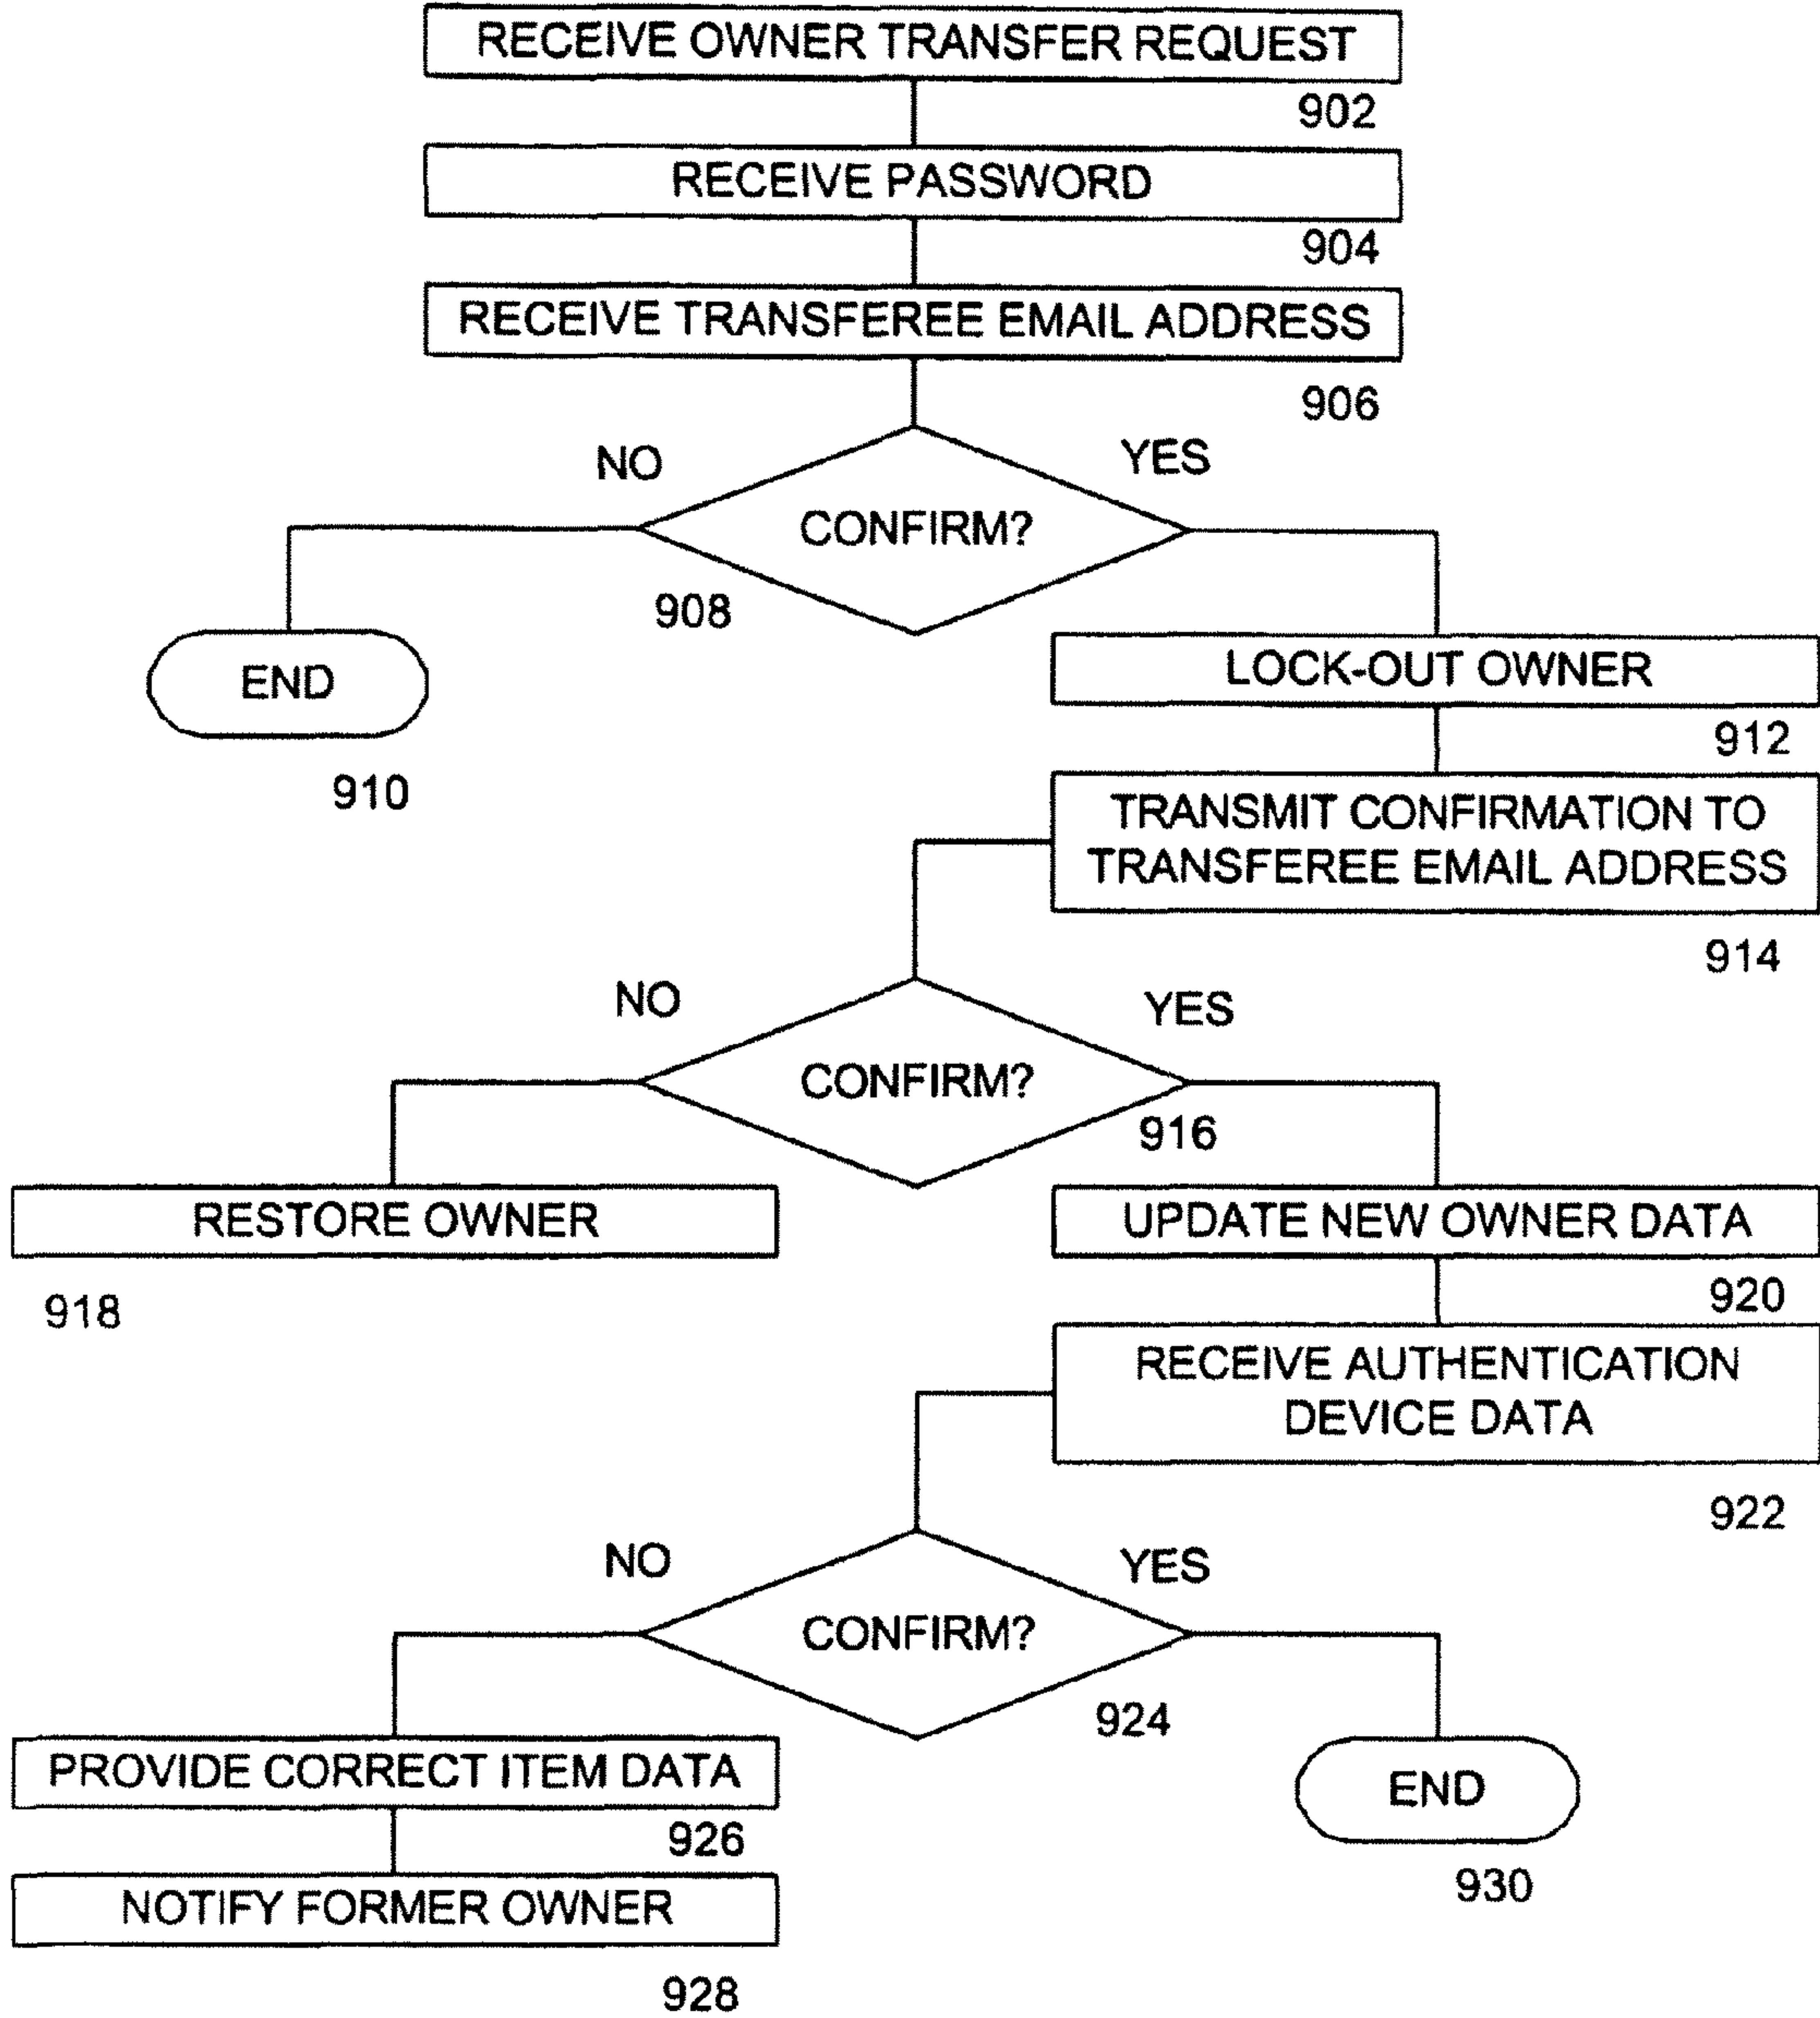 RECEIVE OWNER TRANSFER REQUEST
902
RECEIVE PASSWORD
904
RECEIVE TRANSFEREE EMAIL ADDRESS
906
NO
YES
CONFIRM?
908
END
910
LOCK-OUT OWNER
912
TRANSMIT CONFIRMATION TO
TRANSFEREE EMAIL ADDRESS
914
NO
YES
CONFIRM?
916
RESTORE OWNER
918
UPDATE NEW OWNER DATA
920
RECEIVE AUTHENTICATION
DEVICE DATA
922
NO
YES
CONFIRM?
924
PROVIDE CORRECT ITEM DATA
926
NOTIFY FORMER OWNER
928
END
930